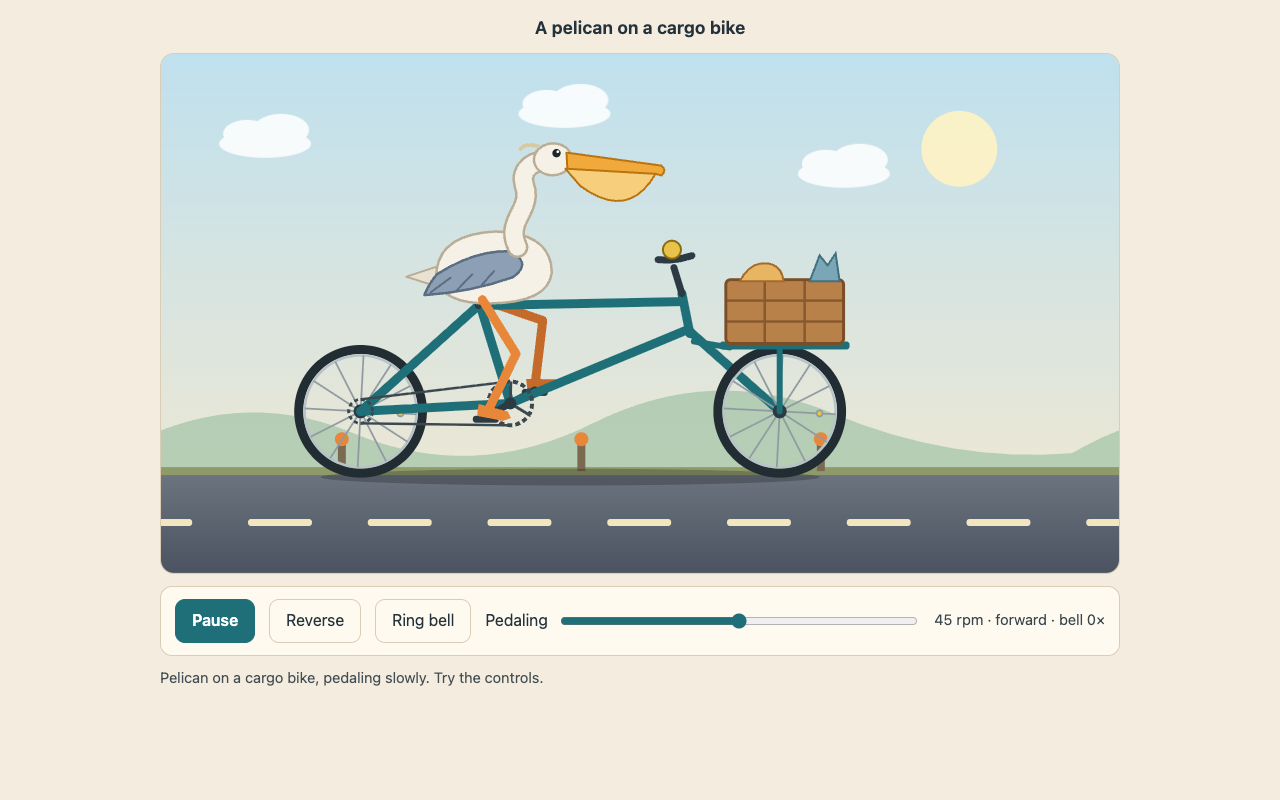 A pelican on a cargo bike
Pause Reverse Ring bell Pedaling 45 rpm · forward · bell 0×
Pelican on a cargo bike, pedaling slowly. Try the controls.